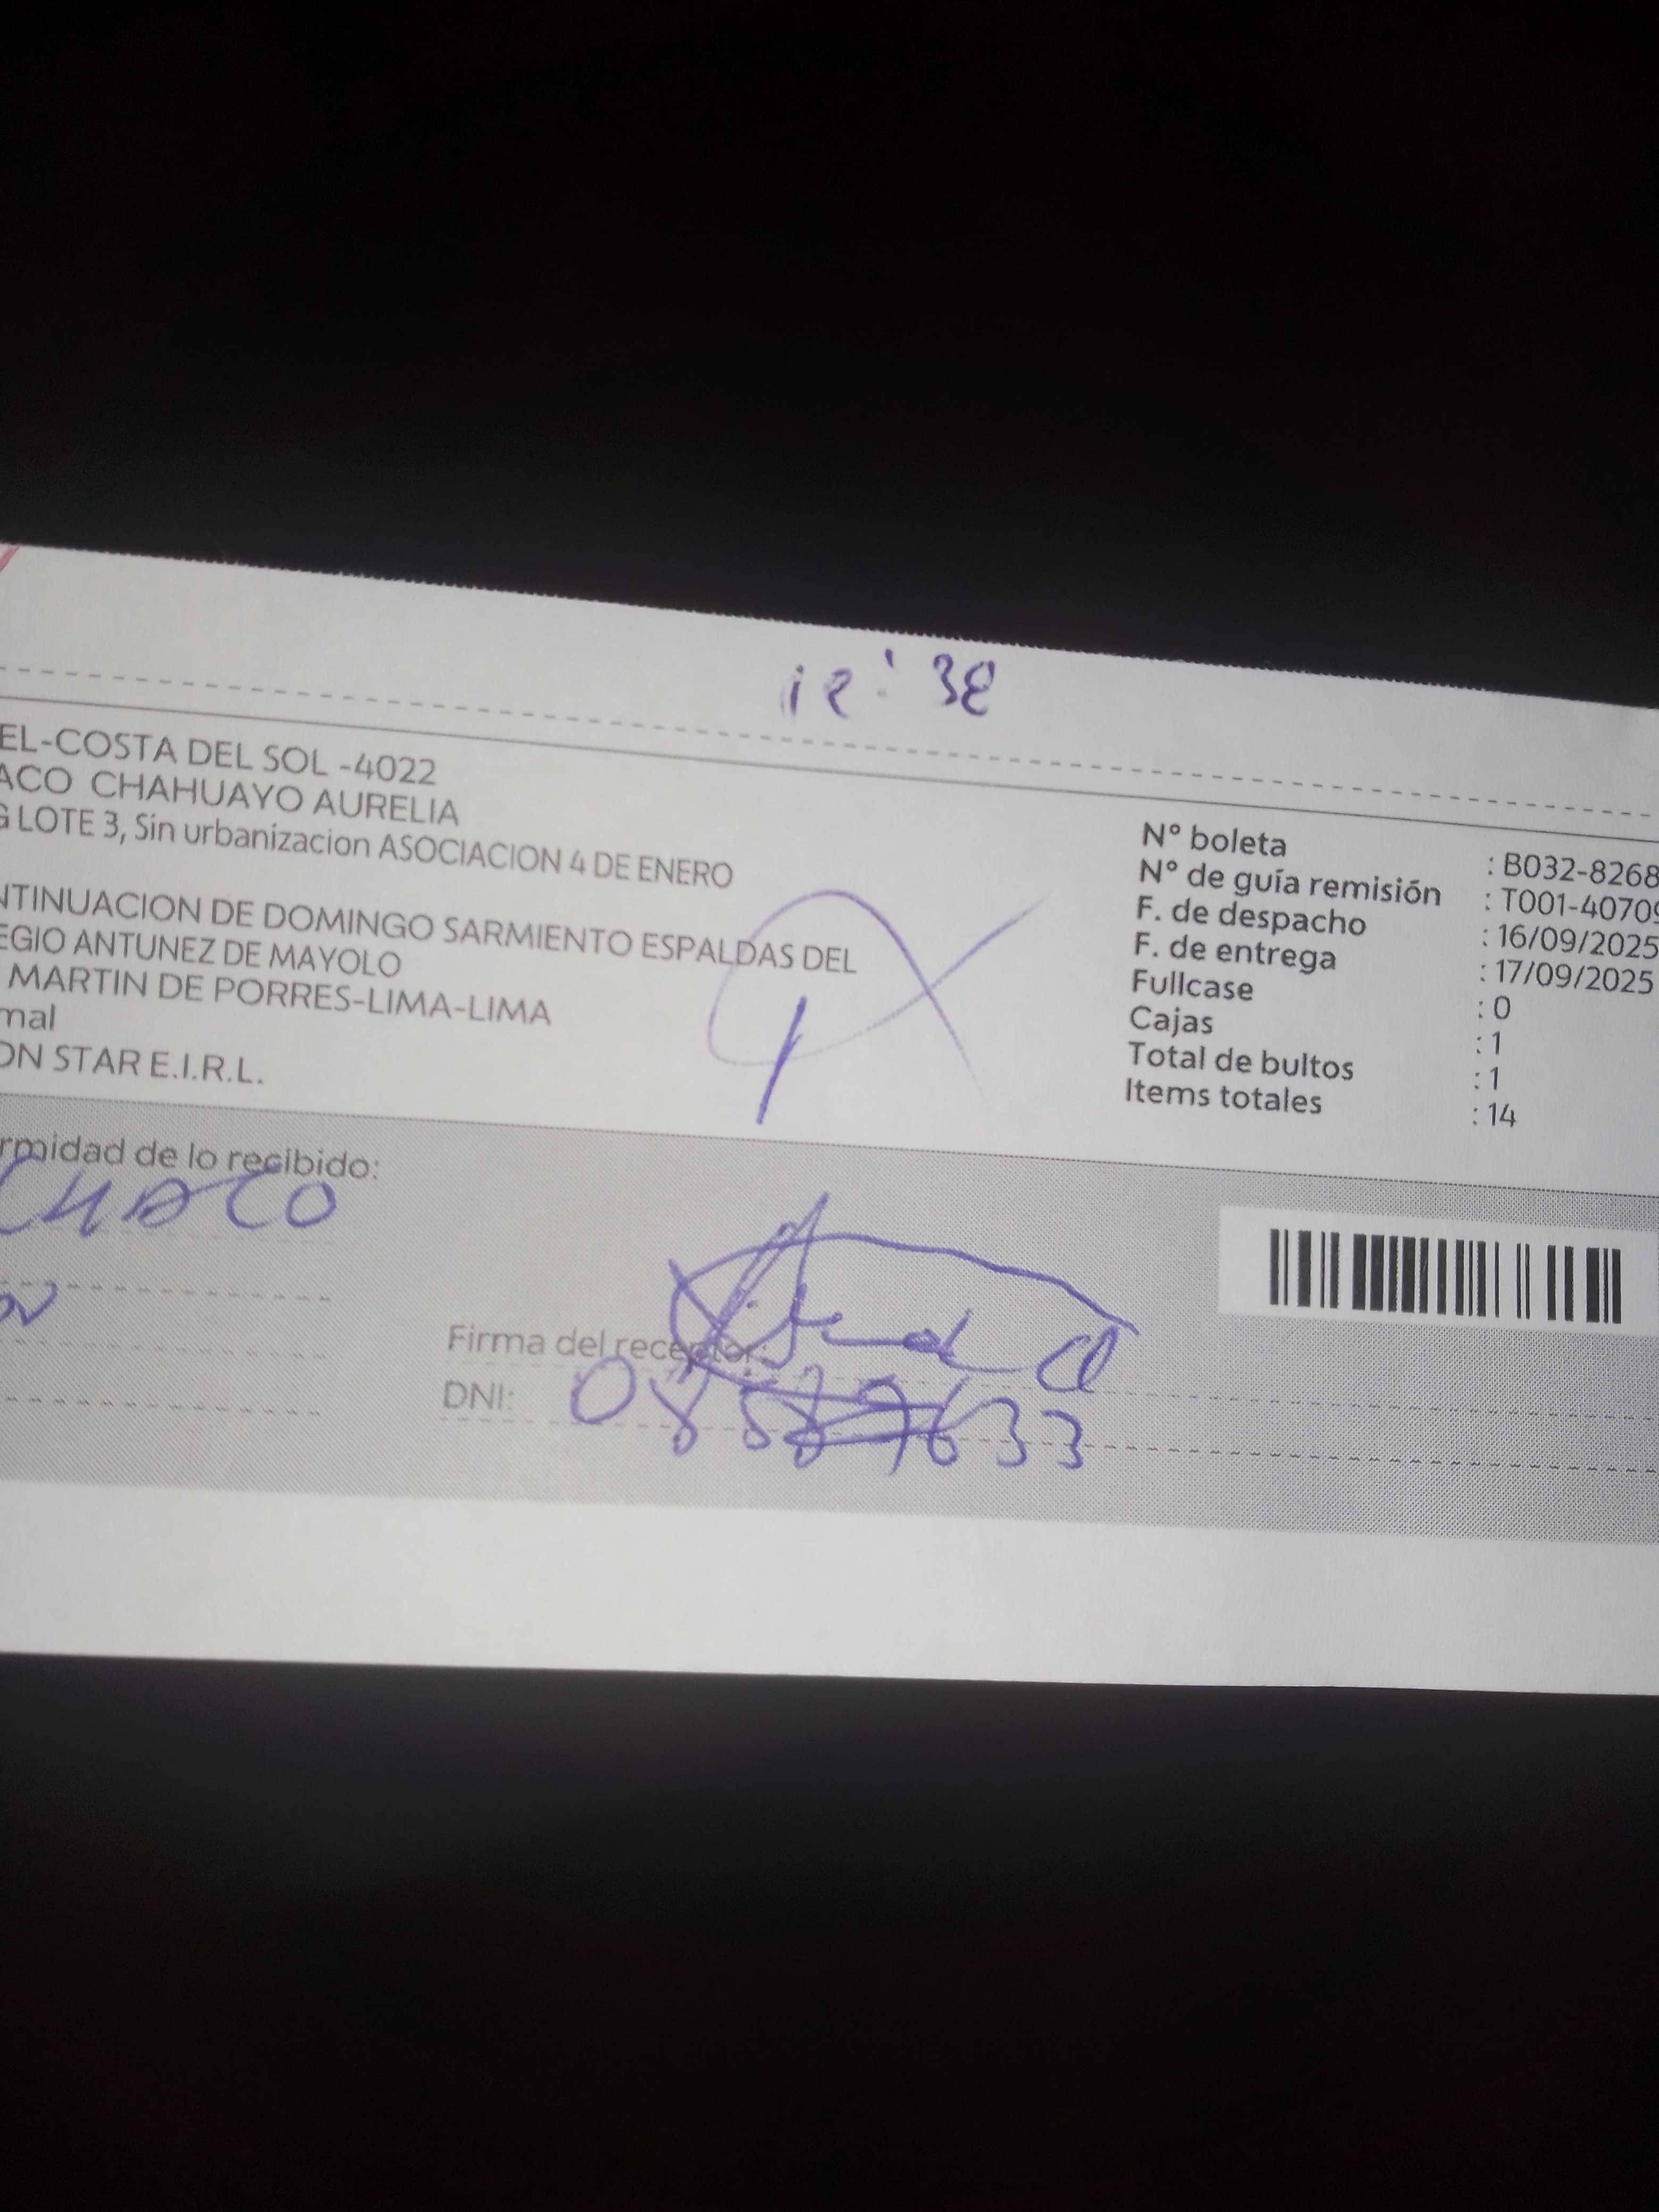 12:38
EL-COSTA DEL SOL -4022
ACO CHAHUAYO AURELIA
G LOTE 3, Sin urbanizacion ASOCIACION 4 DE ENERO
NTINUACION DE DOMINGO SARMIENTO ESPALDAS DEL
EGIO ANTUNEZ DE MAYOLO
MARTIN DE PORRES-LIMA-LIMA
mal
ON STAR E.I.R.L.
N° boleta : B032-8268
N° de guía remisión : T001-40709
F. de despacho : 16/09/2025
F. de entrega : 17/09/2025
Fullcase : 0
Cajas : 1
Total de bultos : 1
Items totales : 14
rmidad de lo recibido:
CHACO
Firma del receptor:
DNI: 08589633